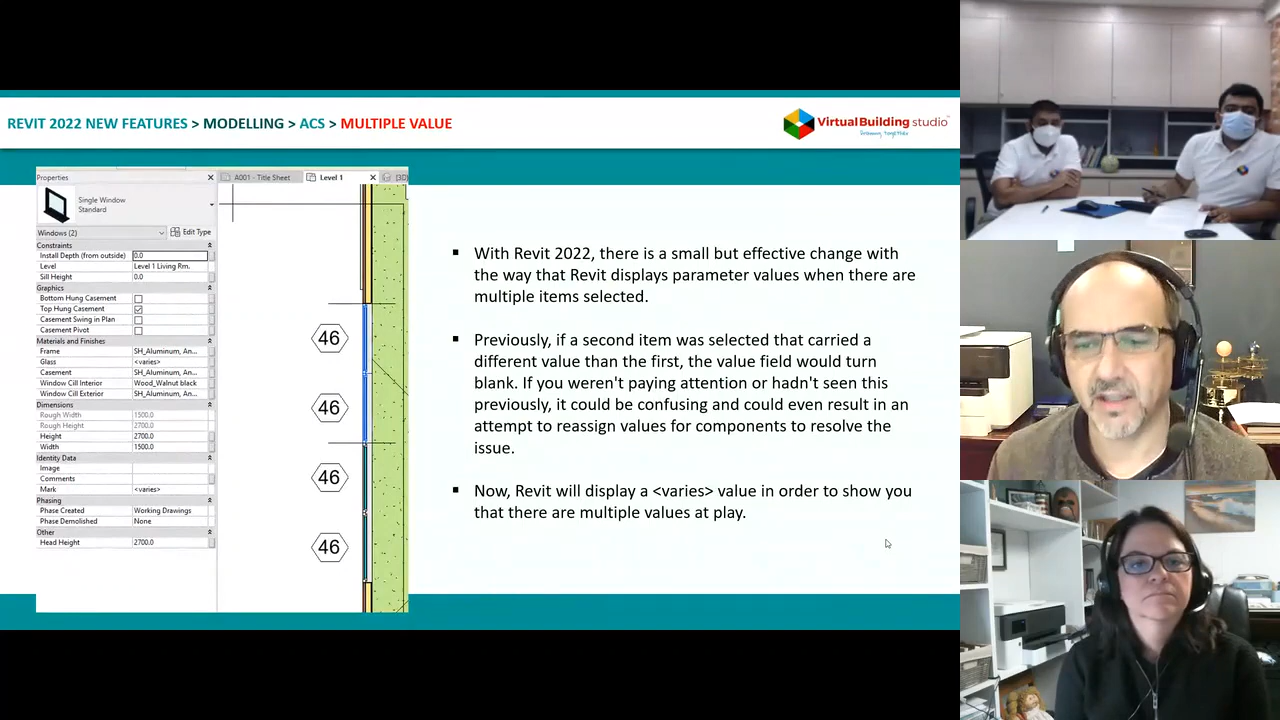 REVIT 2022 NEW FEATURES > MODELLING > ACS > MULTIPLE VALUE
VirtualBuilding studio
Dreaming Together
Properties
Single Window
Standard
Windows (2)
Edit Type
Constraints
Install Depth (from outside) 0.0
Level Level 1 Living Rm.
Sill Height 0.0
Graphics
Bottom Hung Casement
Top Hung Casement
Casement Swing in Plan
Casement Pivot
Materials and Finishes
Frame SH_Aluminum, An...
Glass <varies>
Casement SH_Aluminum, An...
Window Cill Interior Wood_Walnut black
Window Cill Exterior SH_Aluminum, An...
Dimensions
Rough Width 1500.0
Rough Height 2700.0
Height 2700.0
Width 1500.0
Identity Data
Image
Comments
Mark <varies>
Phasing
Phase Created Working Drawings
Phase Demolished None
Other
Head Height 2700.0
A001 - Title Sheet
Level 1
{3D}
46
46
46
46
▪ With Revit 2022, there is a small but effective change with
the way that Revit displays parameter values when there are
multiple items selected.
▪ Previously, if a second item was selected that carried a
different value than the first, the value field would turn
blank. If you weren't paying attention or hadn't seen this
previously, it could be confusing and could even result in an
attempt to reassign values for components to resolve the
issue.
▪ Now, Revit will display a <varies> value in order to show you
that there are multiple values at play.